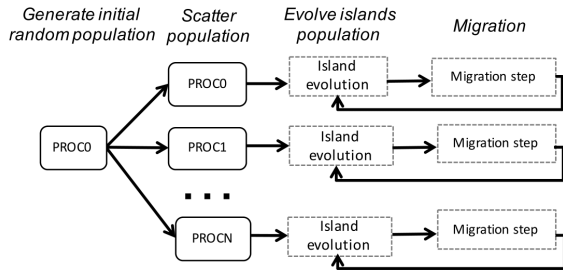 Generate initial random population
Scatter population
Evolve islands population
Migration
PROC0
PROC0
Island evolution
Migration step
PROC1
Island evolution
Migration step
...
PROCN
Island evolution
Migration step